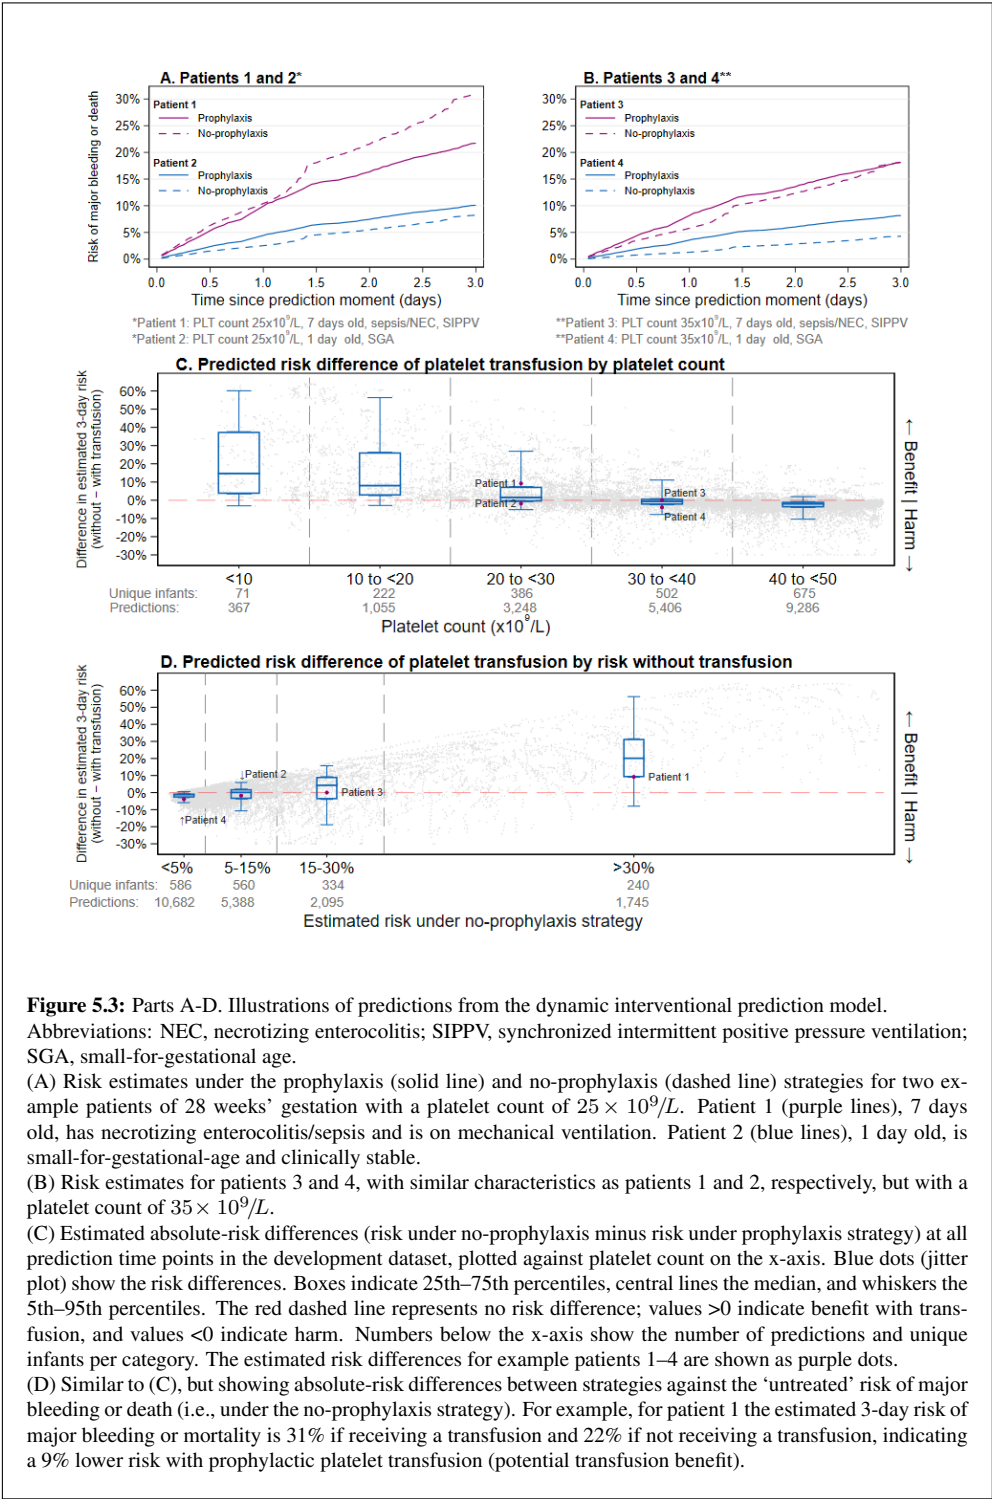 A. Patients 1 and 2*
Risk of major bleeding or death
30%
25%
20%
15%
10%
5%
0%
Patient 1
Prophylaxis
No-prophylaxis
Patient 2
Prophylaxis
No-prophylaxis
0.0 0.5 1.0 1.5 2.0 2.5 3.0
Time since prediction moment (days)
*Patient 1: PLT count 25x10⁹/L, 7 days old, sepsis/NEC, SIPPV
*Patient 2: PLT count 25x10⁹/L, 1 day old, SGA
B. Patients 3 and 4**
30%
25%
20%
15%
10%
5%
0%
Patient 3
Prophylaxis
No-prophylaxis
Patient 4
Prophylaxis
No-prophylaxis
0.0 0.5 1.0 1.5 2.0 2.5 3.0
Time since prediction moment (days)
**Patient 3: PLT count 35x10⁹/L, 7 days old, sepsis/NEC, SIPPV
**Patient 4: PLT count 35x10⁹/L, 1 day old, SGA
C. Predicted risk difference of platelet transfusion by platelet count
Difference in estimated 3-day risk
(without − with transfusion)
60%
50%
40%
30%
20%
10%
0%
-10%
-20%
-30%
Patient 1
Patient 2
Patient 3
Patient 4
← Harm | Benefit →
<10 10 to <20 20 to <30 30 to <40 40 to <50
Unique infants: 71 222 386 502 675
Predictions: 367 1,055 3,248 5,406 9,286
Platelet count (x10⁹/L)
D. Predicted risk difference of platelet transfusion by risk without transfusion
Difference in estimated 3-day risk
(without − with transfusion)
60%
50%
40%
30%
20%
10%
0%
-10%
-20%
-30%
↓Patient 2
Patient 1
Patient 3
↑Patient 4
← Harm | Benefit →
<5% 5-15% 15-30% >30%
Unique infants: 586 560 334 240
Predictions: 10,682 5,388 2,095 1,745
Estimated risk under no-prophylaxis strategy
Figure 5.3: Parts A-D. Illustrations of predictions from the dynamic interventional prediction model.
Abbreviations: NEC, necrotizing enterocolitis; SIPPV, synchronized intermittent positive pressure ventilation;
SGA, small-for-gestational age.
(A) Risk estimates under the prophylaxis (solid line) and no-prophylaxis (dashed line) strategies for two ex-
ample patients of 28 weeks' gestation with a platelet count of 25 × 10⁹/L. Patient 1 (purple lines), 7 days
old, has necrotizing enterocolitis/sepsis and is on mechanical ventilation. Patient 2 (blue lines), 1 day old, is
small-for-gestational-age and clinically stable.
(B) Risk estimates for patients 3 and 4, with similar characteristics as patients 1 and 2, respectively, but with a
platelet count of 35 × 10⁹/L.
(C) Estimated absolute-risk differences (risk under no-prophylaxis minus risk under prophylaxis strategy) at all
prediction time points in the development dataset, plotted against platelet count on the x-axis. Blue dots (jitter
plot) show the risk differences. Boxes indicate 25th–75th percentiles, central lines the median, and whiskers the
5th–95th percentiles. The red dashed line represents no risk difference; values >0 indicate benefit with trans-
fusion, and values <0 indicate harm. Numbers below the x-axis show the number of predictions and unique
infants per category. The estimated risk differences for example patients 1–4 are shown as purple dots.
(D) Similar to (C), but showing absolute-risk differences between strategies against the 'untreated' risk of major
bleeding or death (i.e., under the no-prophylaxis strategy). For example, for patient 1 the estimated 3-day risk of
major bleeding or mortality is 31% if receiving a transfusion and 22% if not receiving a transfusion, indicating
a 9% lower risk with prophylactic platelet transfusion (potential transfusion benefit).